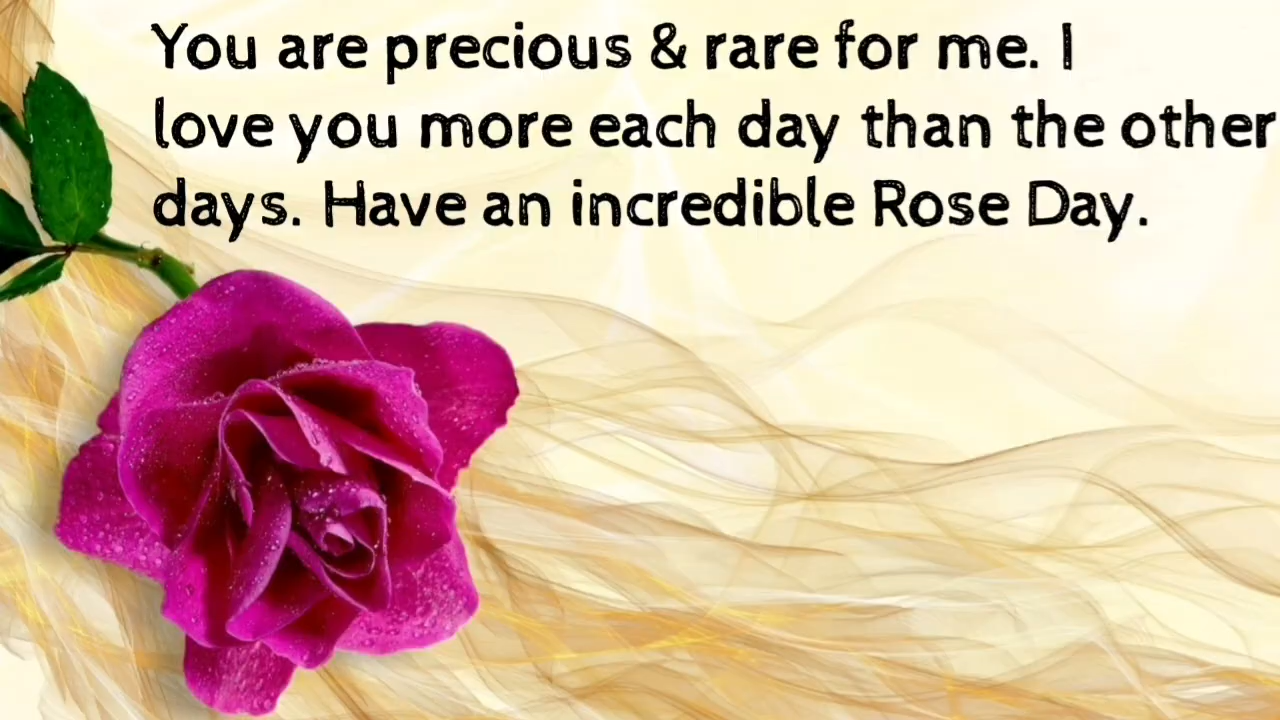 You are precious & rare for me. I
love you more each day than the other
days. Have an incredible Rose Day.